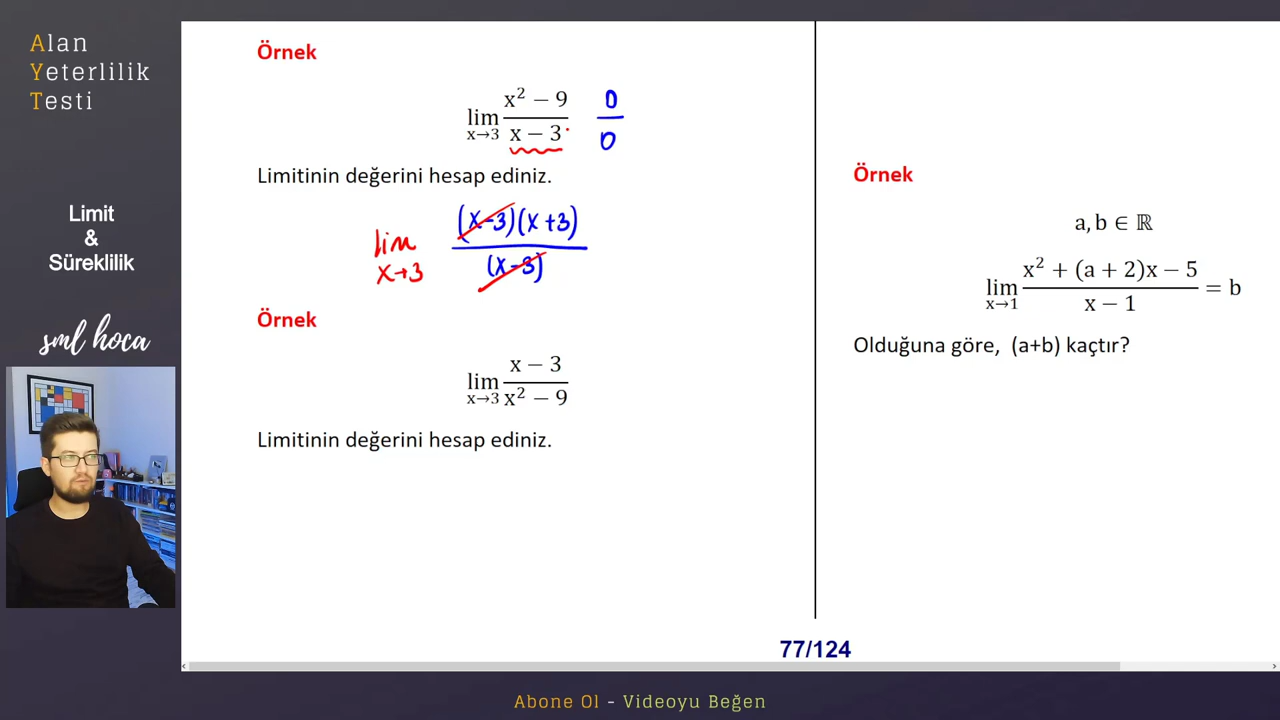 Alan
Yeterlilik
Testi
Limit
&
Süreklilik
sml hoca
Örnek
lim x→3 x² − 9 / x − 3 0/0
Limitinin değerini hesap ediniz.
lim x→3 (x-3)(x+3) / (x-3)
Örnek
lim x→3 x − 3 / x² − 9
Limitinin değerini hesap ediniz.
Örnek
a, b ∈ ℝ
lim x→1 x² + (a + 2)x − 5 / x − 1 = b
Olduğuna göre, (a+b) kaçtır?
77/124
Abone Ol - Videoyu Beğen